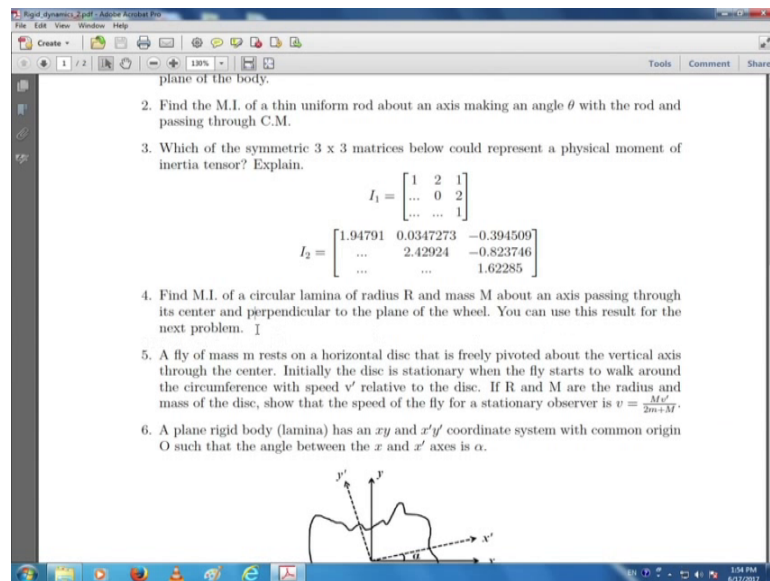 Rigid_dynamics_2.pdf - Adobe Acrobat Pro
File Edit View Window Help
Create
1 / 2
130%
Tools Comment Share
plane of the body.
2. Find the M.I. of a thin uniform rod about an axis making an angle θ with the rod and
passing through C.M.
3. Which of the symmetric 3 x 3 matrices below could represent a physical moment of
inertia tensor? Explain.
1 2 1
I₁ = ... 0 2
... ... 1
1.94791 0.0347273 −0.394509
I₂ = ... 2.42924 −0.823746
... ... 1.62285
4. Find M.I. of a circular lamina of radius R and mass M about an axis passing through
its center and perpendicular to the plane of the wheel. You can use this result for the
next problem.
5. A fly of mass m rests on a horizontal disc that is freely pivoted about the vertical axis
through the center. Initially the disc is stationary when the fly starts to walk around
the circumference with speed v′ relative to the disc. If R and M are the radius and
mass of the disc, show that the speed of the fly for a stationary observer is v = Mv′/2m+M.
6. A plane rigid body (lamina) has an xy and x′y′ coordinate system with common origin
O such that the angle between the x and x′ axes is α.
y′ y
x′
α
x
EN
1:54 PM
6/17/2017